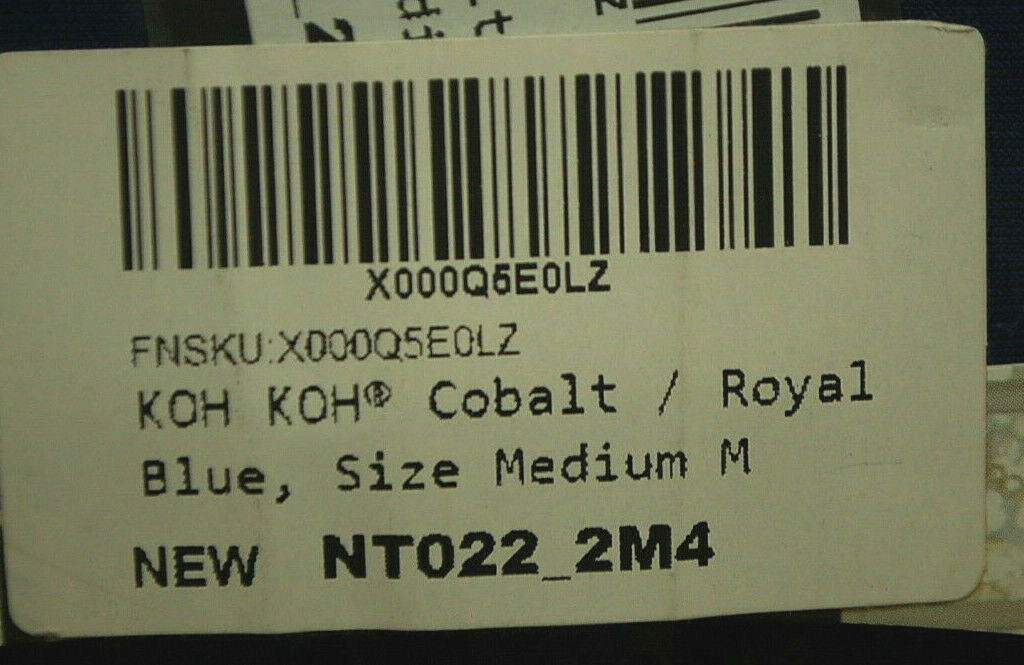 X000Q5E0LZ
FNSKU:X000Q5E0LZ
KOH KOH® Cobalt / Royal
Blue, Size Medium M
NEW NT022_2M4